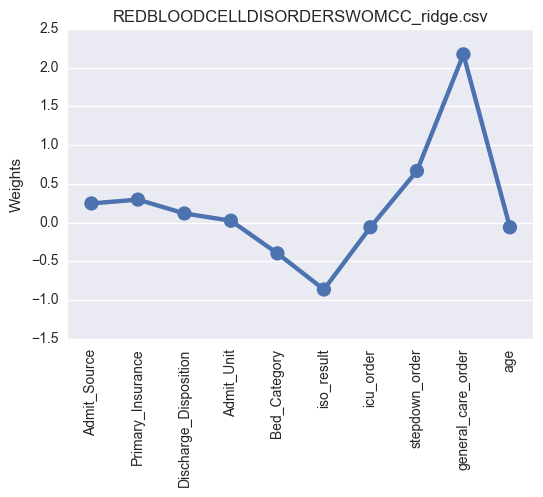 REDBLOODCELLDISORDERSWOMCC_ridge.csv
2.5
2.0
1.5
1.0
0.5
0.0
−0.5
−1.0
−1.5
Weights
Admit_Source
Primary_Insurance
Discharge_Disposition
Admit_Unit
Bed_Category
iso_result
icu_order
stepdown_order
general_care_order
age